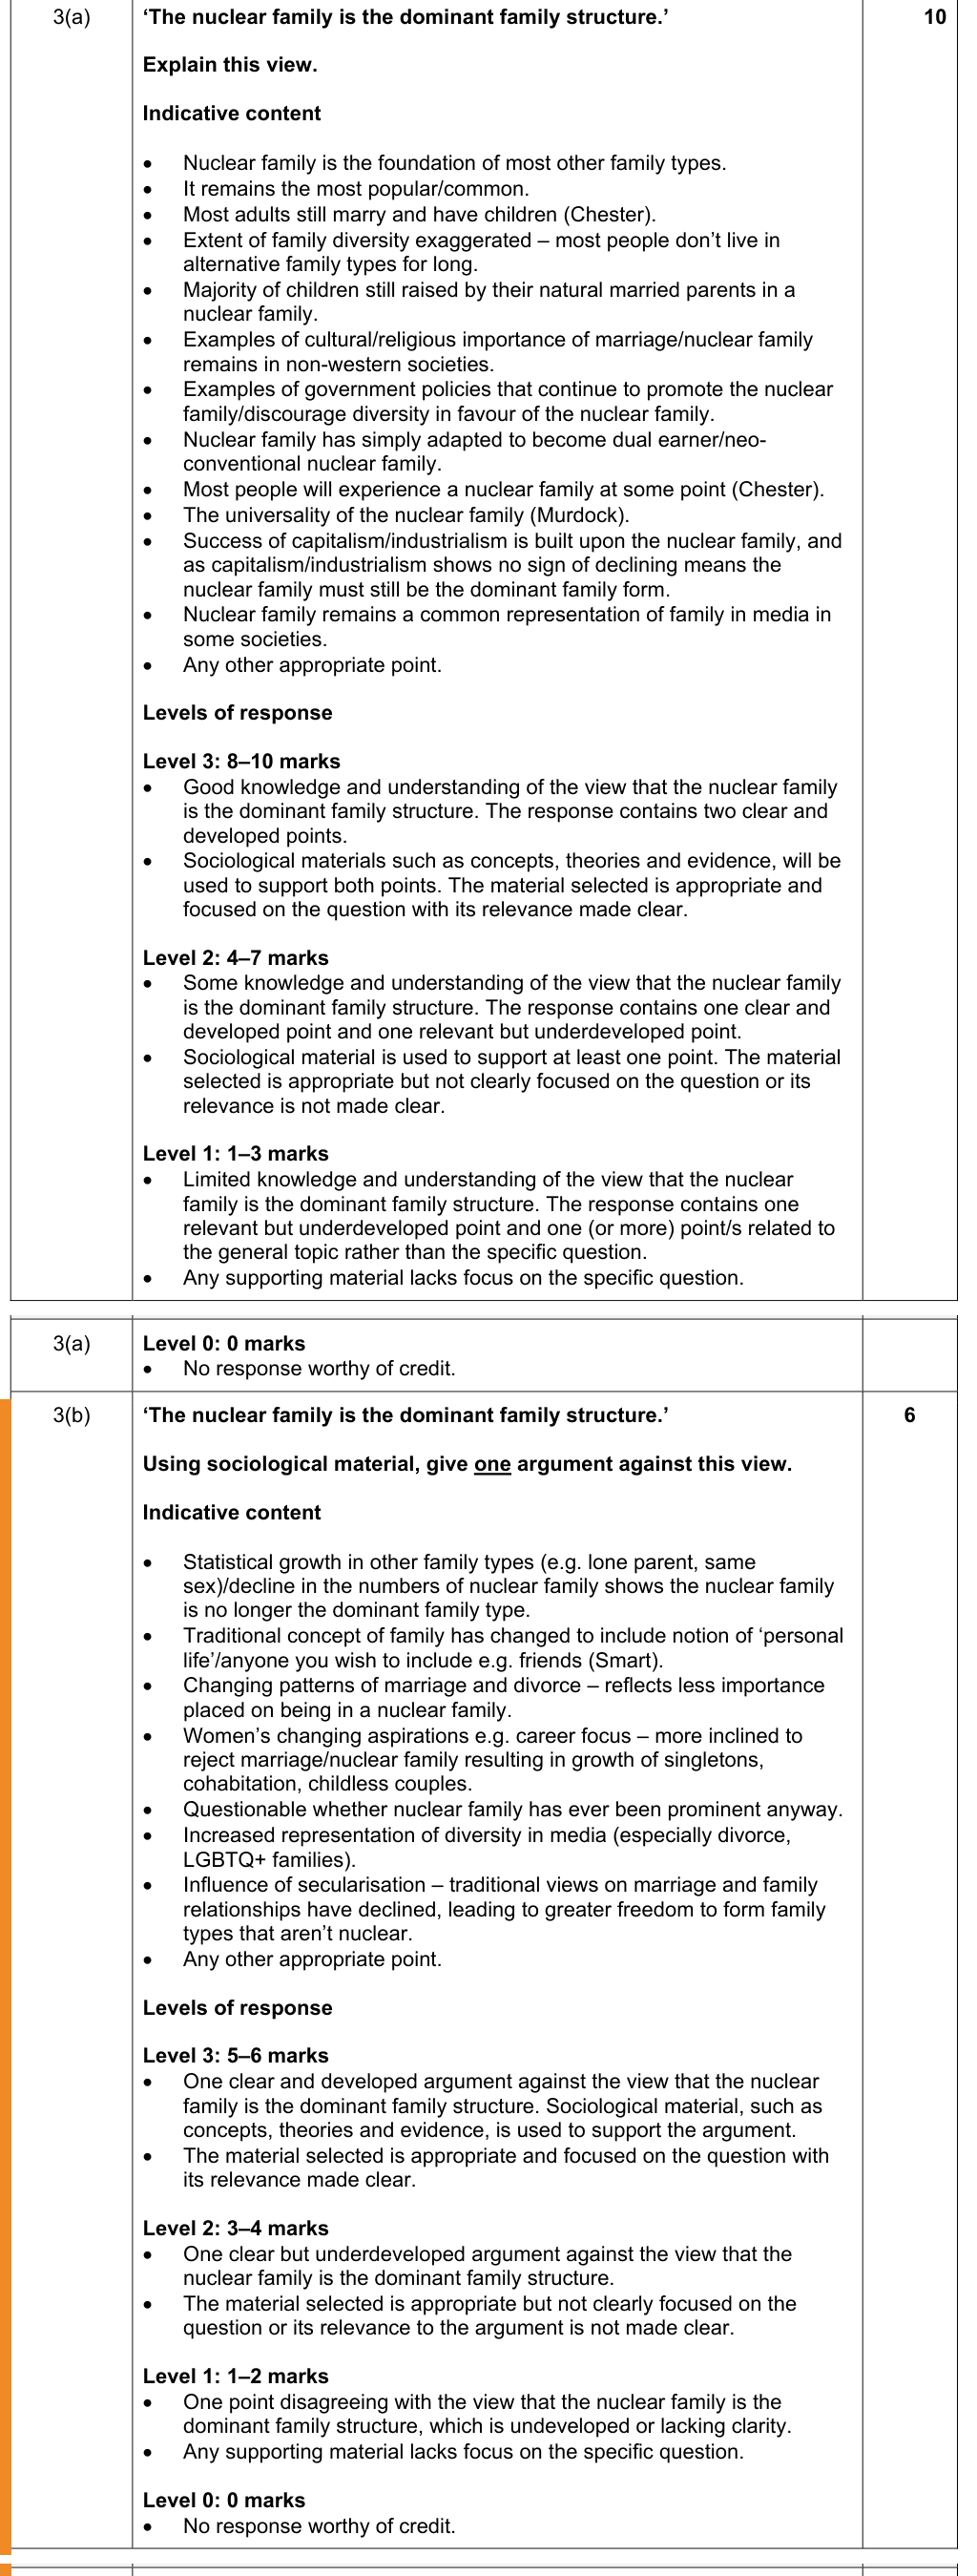 3(a) ‘The nuclear family is the dominant family structure.’ 10
Explain this view.
Indicative content
• Nuclear family is the foundation of most other family types.
• It remains the most popular/common.
• Most adults still marry and have children (Chester).
• Extent of family diversity exaggerated – most people don’t live in
alternative family types for long.
• Majority of children still raised by their natural married parents in a
nuclear family.
• Examples of cultural/religious importance of marriage/nuclear family
remains in non-western societies.
• Examples of government policies that continue to promote the nuclear
family/discourage diversity in favour of the nuclear family.
• Nuclear family has simply adapted to become dual earner/neo-
conventional nuclear family.
• Most people will experience a nuclear family at some point (Chester).
• The universality of the nuclear family (Murdock).
• Success of capitalism/industrialism is built upon the nuclear family, and
as capitalism/industrialism shows no sign of declining means the
nuclear family must still be the dominant family form.
• Nuclear family remains a common representation of family in media in
some societies.
• Any other appropriate point.
Levels of response
Level 3: 8–10 marks
• Good knowledge and understanding of the view that the nuclear family
is the dominant family structure. The response contains two clear and
developed points.
• Sociological materials such as concepts, theories and evidence, will be
used to support both points. The material selected is appropriate and
focused on the question with its relevance made clear.
Level 2: 4–7 marks
• Some knowledge and understanding of the view that the nuclear family
is the dominant family structure. The response contains one clear and
developed point and one relevant but underdeveloped point.
• Sociological material is used to support at least one point. The material
selected is appropriate but not clearly focused on the question or its
relevance is not made clear.
Level 1: 1–3 marks
• Limited knowledge and understanding of the view that the nuclear
family is the dominant family structure. The response contains one
relevant but underdeveloped point and one (or more) point/s related to
the general topic rather than the specific question.
• Any supporting material lacks focus on the specific question.
3(a) Level 0: 0 marks
• No response worthy of credit.
3(b) ‘The nuclear family is the dominant family structure.’ 6
Using sociological material, give one argument against this view.
Indicative content
• Statistical growth in other family types (e.g. lone parent, same
sex)/decline in the numbers of nuclear family shows the nuclear family
is no longer the dominant family type.
• Traditional concept of family has changed to include notion of ‘personal
life’/anyone you wish to include e.g. friends (Smart).
• Changing patterns of marriage and divorce – reflects less importance
placed on being in a nuclear family.
• Women’s changing aspirations e.g. career focus – more inclined to
reject marriage/nuclear family resulting in growth of singletons,
cohabitation, childless couples.
• Questionable whether nuclear family has ever been prominent anyway.
• Increased representation of diversity in media (especially divorce,
LGBTQ+ families).
• Influence of secularisation – traditional views on marriage and family
relationships have declined, leading to greater freedom to form family
types that aren’t nuclear.
• Any other appropriate point.
Levels of response
Level 3: 5–6 marks
• One clear and developed argument against the view that the nuclear
family is the dominant family structure. Sociological material, such as
concepts, theories and evidence, is used to support the argument.
• The material selected is appropriate and focused on the question with
its relevance made clear.
Level 2: 3–4 marks
• One clear but underdeveloped argument against the view that the
nuclear family is the dominant family structure.
• The material selected is appropriate but not clearly focused on the
question or its relevance to the argument is not made clear.
Level 1: 1–2 marks
• One point disagreeing with the view that the nuclear family is the
dominant family structure, which is undeveloped or lacking clarity.
• Any supporting material lacks focus on the specific question.
Level 0: 0 marks
• No response worthy of credit.